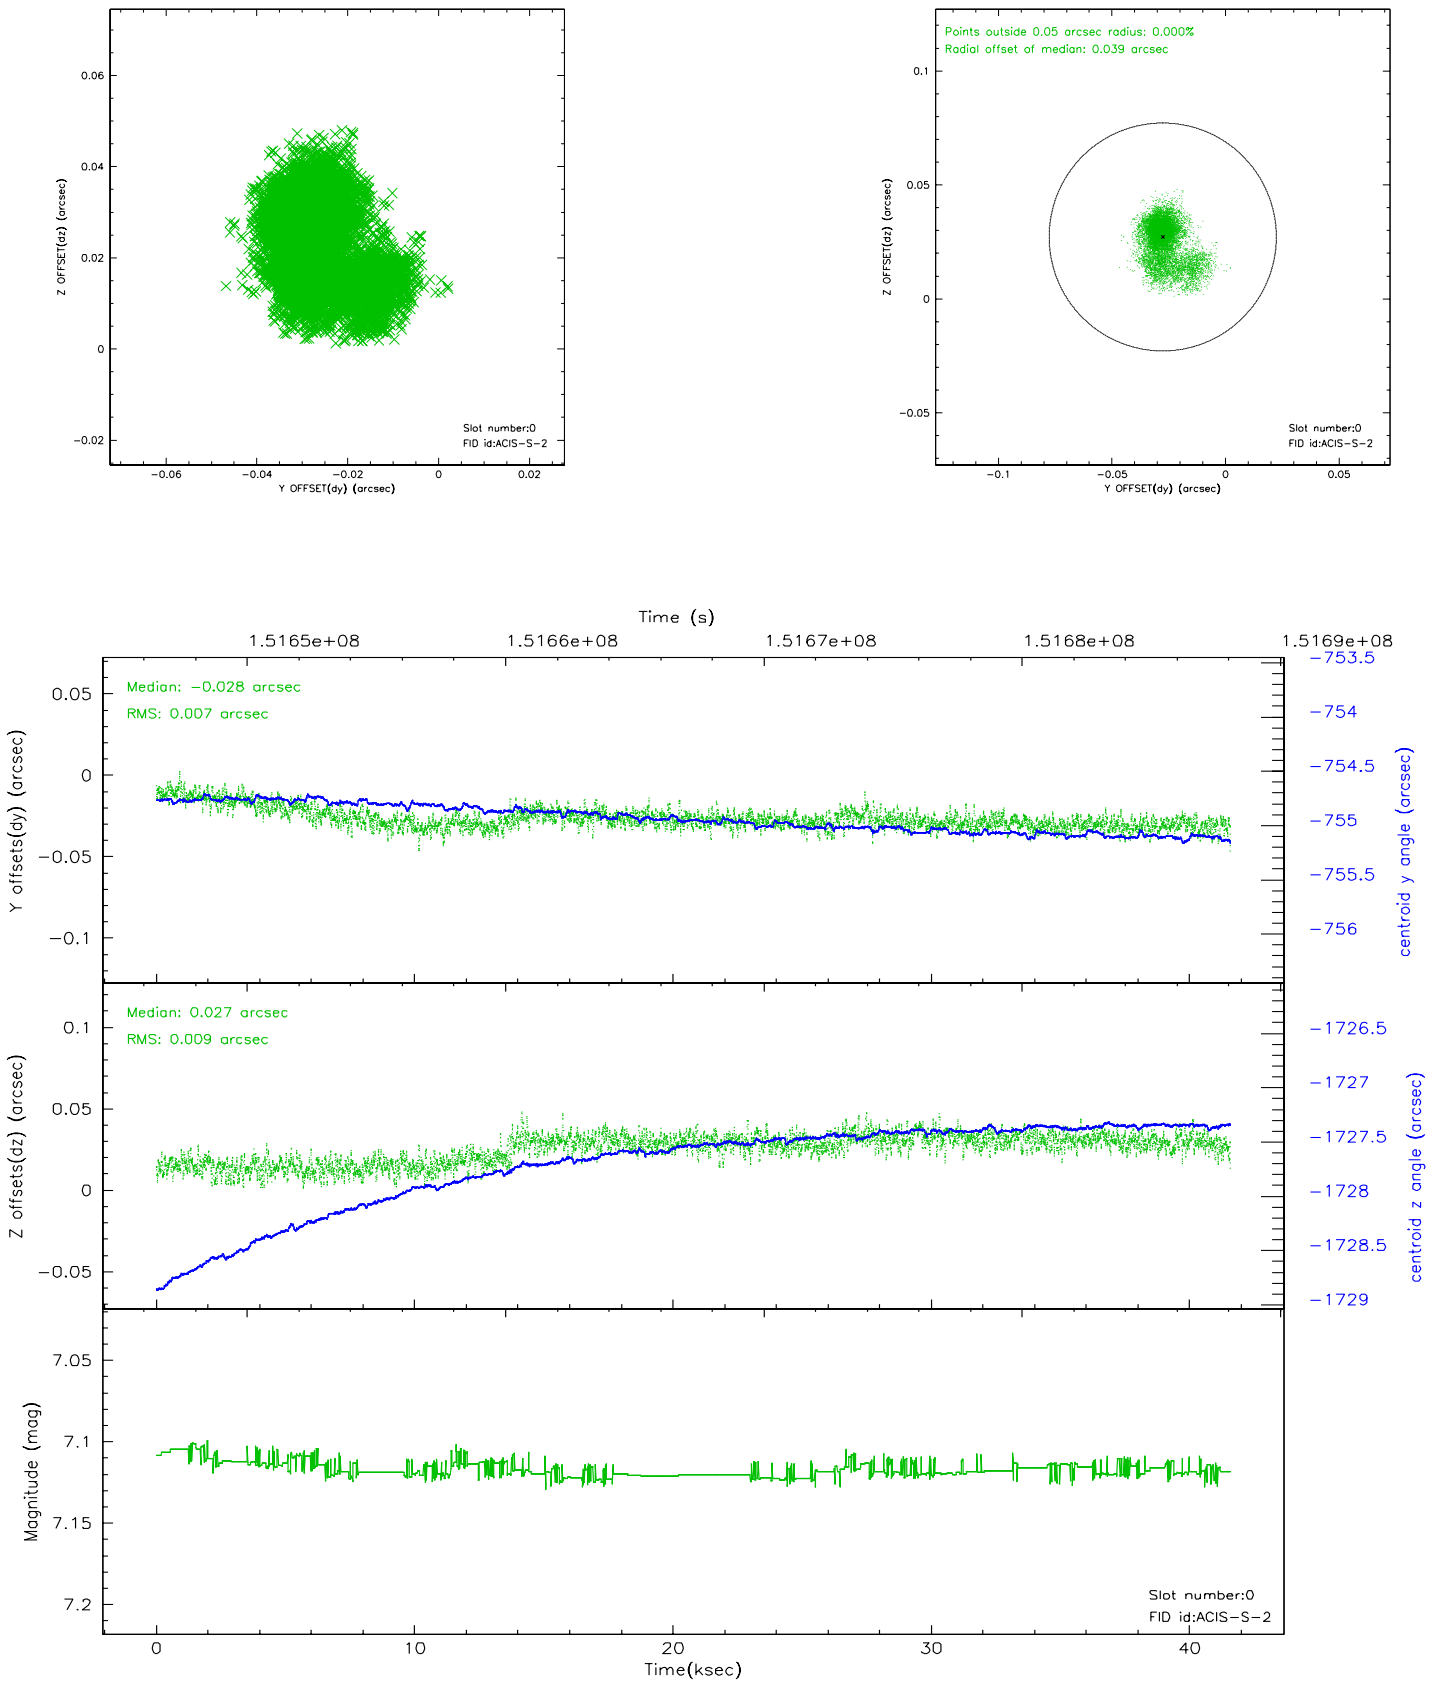 0.06
0.04
0.02
0
−0.02
Z OFFSET(dz) (arcsec)
Slot number:0
FID id:ACIS−S−2
−0.06
−0.04
−0.02
0
0.02
Y OFFSET(dy) (arcsec)
Points outside 0.05 arcsec radius: 0.000%
Radial offset of median: 0.039 arcsec
0.1
0.05
0
−0.05
Z OFFSET(dz) (arcsec)
Slot number:0
FID id:ACIS−S−2
−0.1
−0.05
0
0.05
Y OFFSET(dy) (arcsec)
Time (s)
1.5165e+08
1.5166e+08
1.5167e+08
1.5168e+08
1.5169e+08
Median: −0.028 arcsec
RMS: 0.007 arcsec
0.05
0
−0.05
−0.1
Y offsets(dy) (arcsec)
−753.5
−754
−754.5
−755
−755.5
−756
centroid y angle (arcsec)
Median: 0.027 arcsec
RMS: 0.009 arcsec
0.1
0.05
0
−0.05
Z offsets(dz) (arcsec)
−1726.5
−1727
−1727.5
−1728
−1728.5
−1729
centroid z angle (arcsec)
7.05
7.1
7.15
7.2
Magnitude (mag)
Slot number:0
FID id:ACIS−S−2
0
10
20
30
40
Time(ksec)